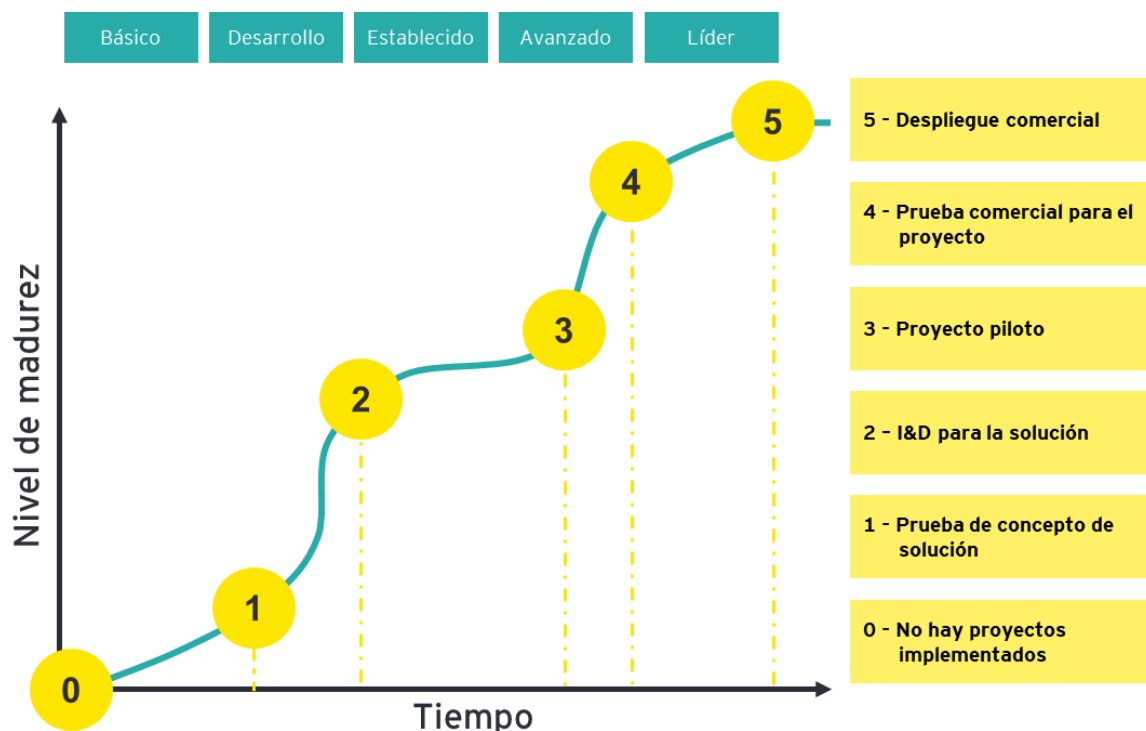 Básico
Desarrollo
Establecido
Avanzado
Líder
5
4
3
2
1
0
Nivel de madurez
Tiempo
5 - Despliegue comercial
4 - Prueba comercial para el
proyecto
3 - Proyecto piloto
2 - I&D para la solución
1 - Prueba de concepto de
solución
0 - No hay proyectos
implementados